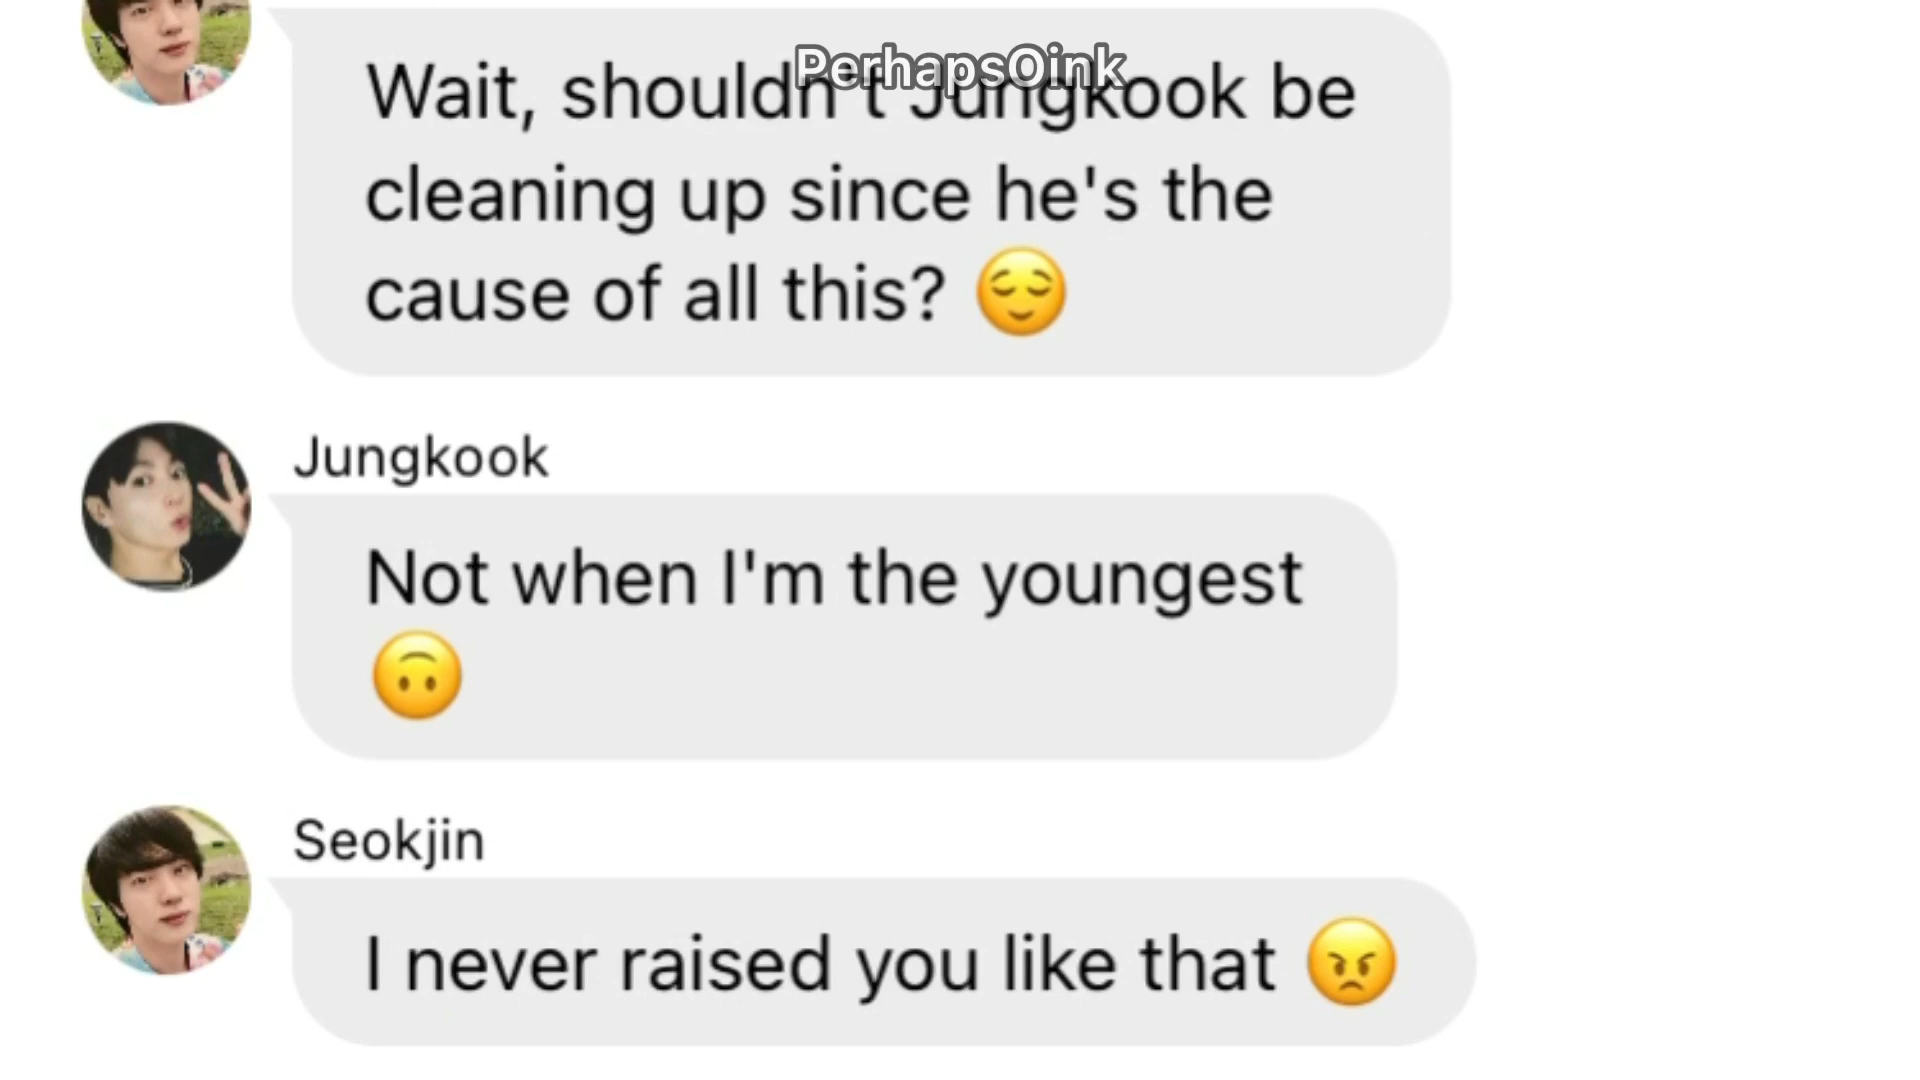 PerhapsOink
Wait, shouldn't Jungkook be
cleaning up since he's the
cause of all this? 😌
Jungkook
Not when I'm the youngest
🙃
Seokjin
I never raised you like that 😠